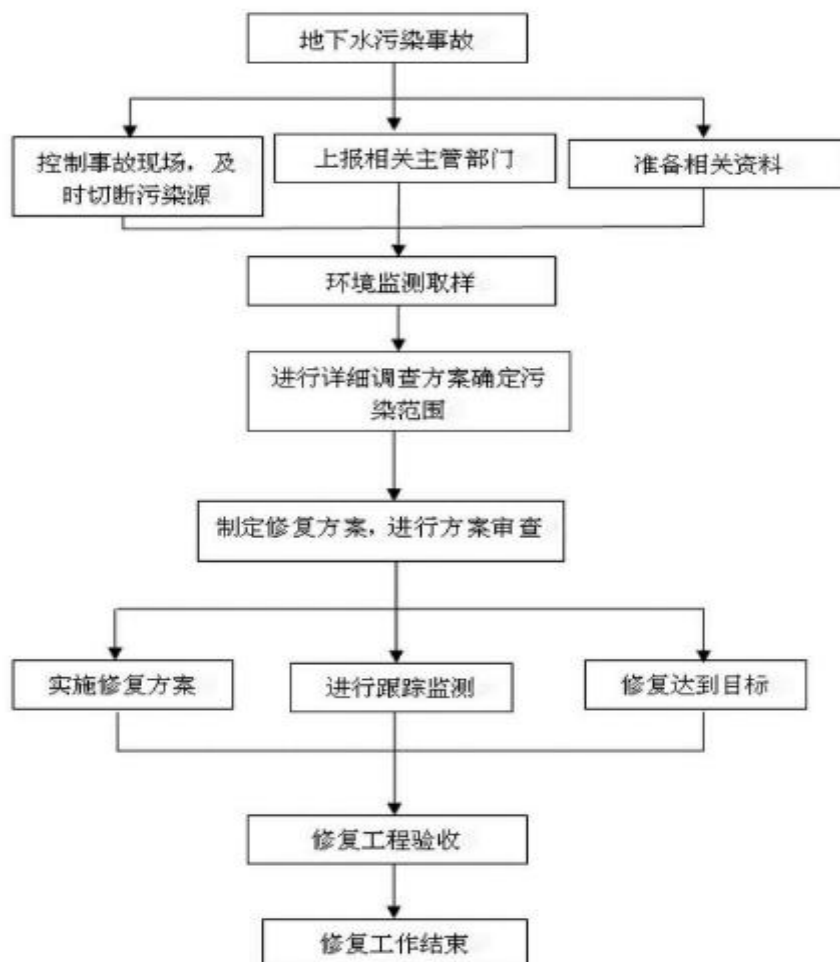 地下水污染事故
控制事故现场，及
时切断污染源
上报相关主管部门
准备相关资料
环境监测取样
进行详细调查方案确定污
染范围
制定修复方案，进行方案审查
实施修复方案
进行跟踪监测
修复达到目标
修复工程验收
修复工作结束